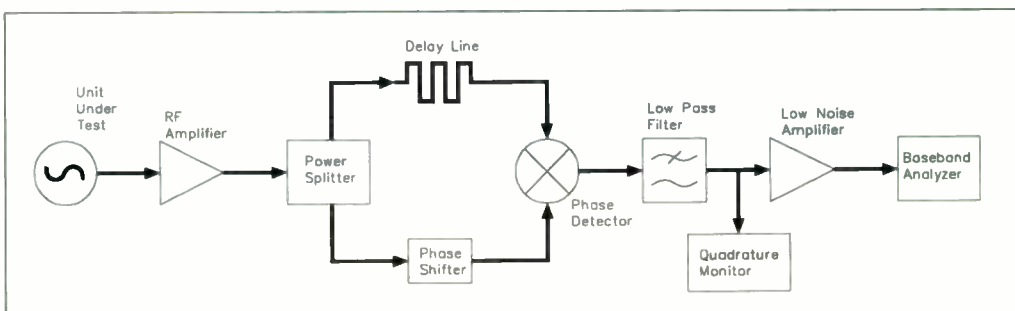 Unit
Under
Test
RF
Amplifier
Power
Splitter
Delay Line
Phase
Shifter
Phase
Detector
Low Pass
Filter
Quadrature
Monitor
Low Noise
Amplifier
Baseband
Analyzer